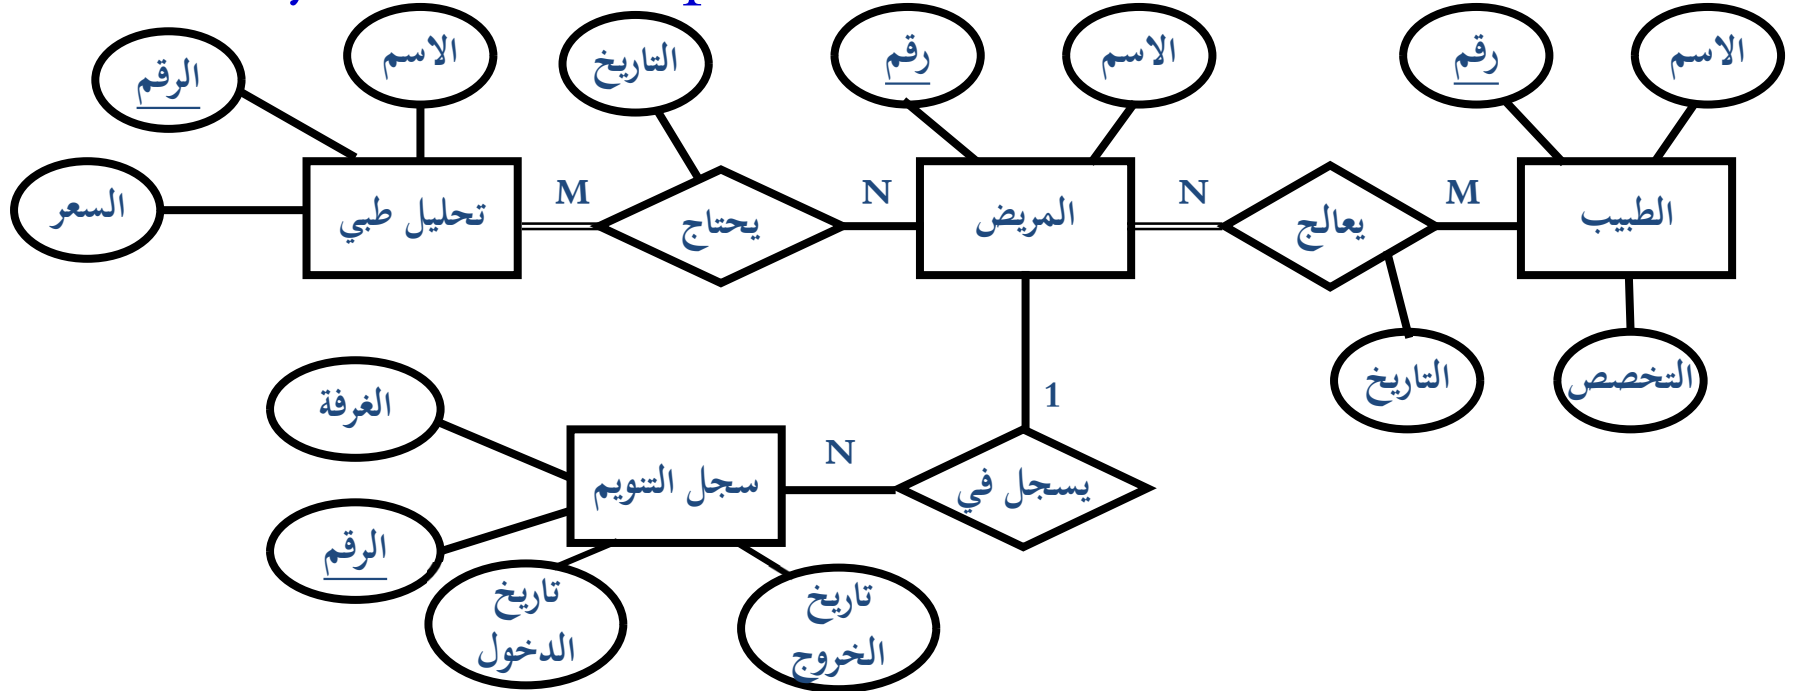 الاسم
رقم
الاسم
رقم
التاريخ
الاسم
الرقم
الطبيب
M
يعالج
N
المريض
N
يحتاج
M
تحليل طبي
السعر
التخصص
التاريخ
1
الغرفة
يسجل في
N
سجل التنويم
الرقم
تاريخ
الخروج
تاريخ
الدخول